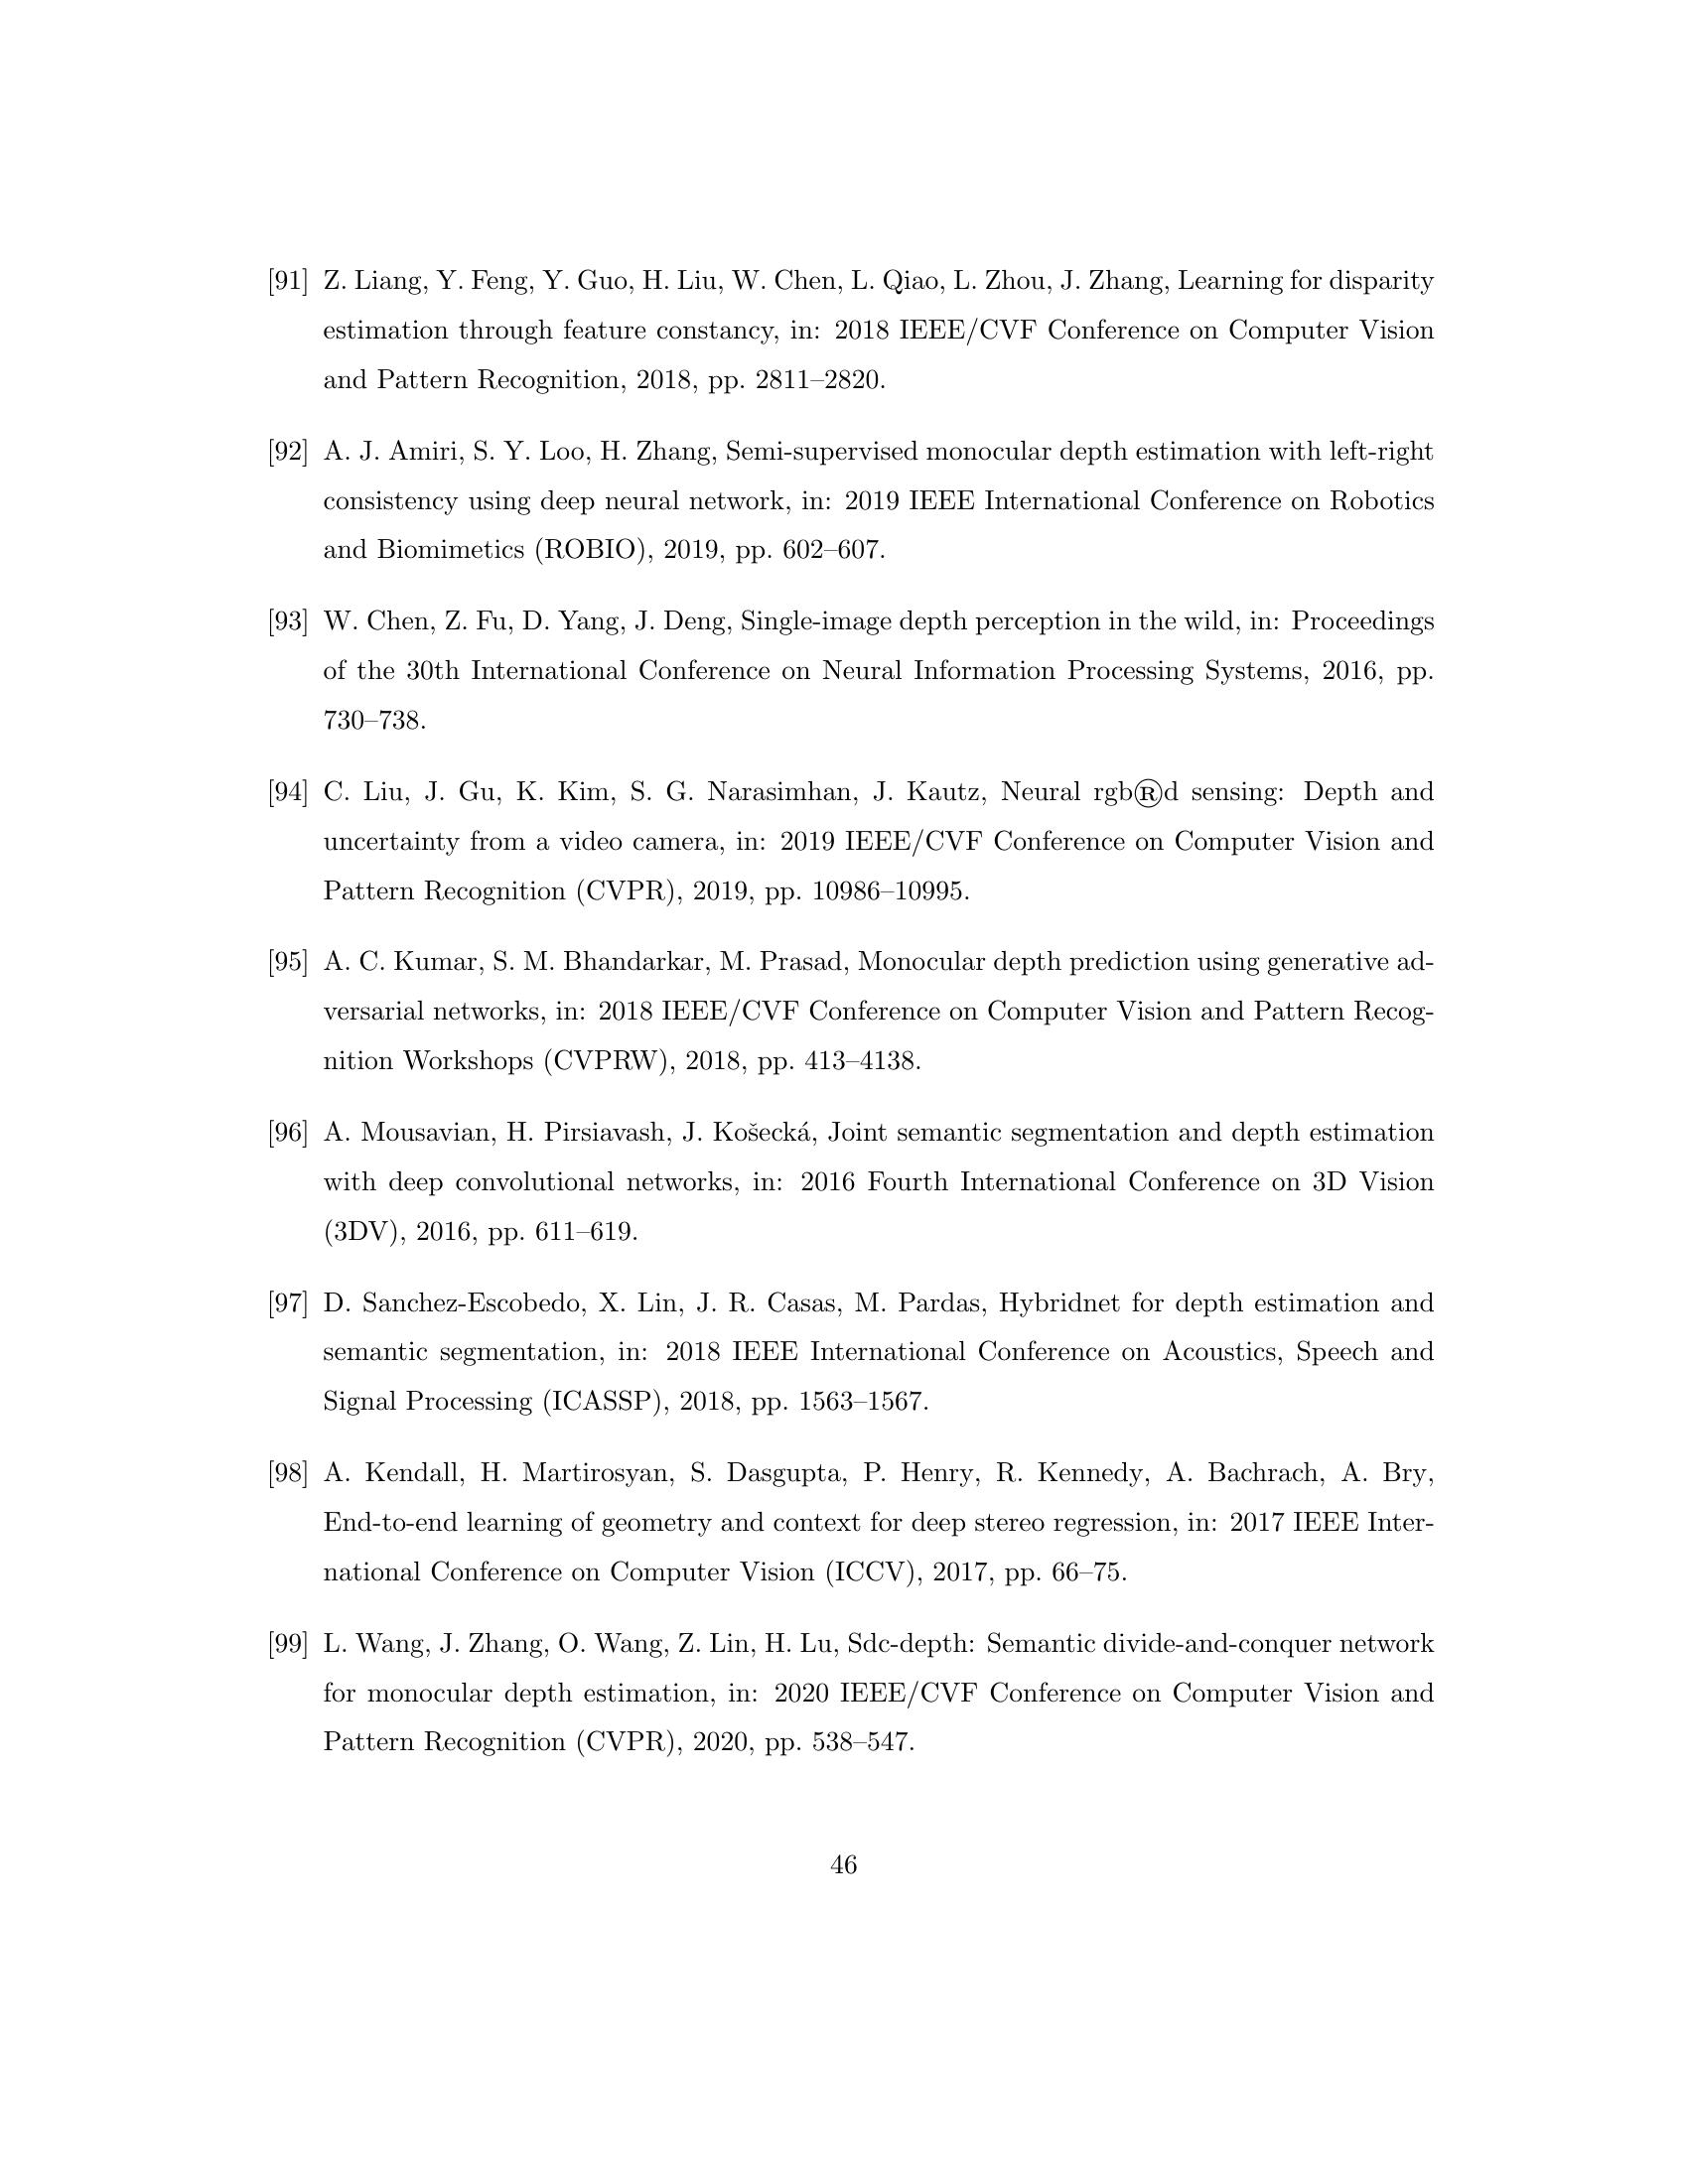 [91] Z. Liang, Y. Feng, Y. Guo, H. Liu, W. Chen, L. Qiao, L. Zhou, J. Zhang, Learning for disparity
estimation through feature constancy, in: 2018 IEEE/CVF Conference on Computer Vision
and Pattern Recognition, 2018, pp. 2811–2820.
[92] A. J. Amiri, S. Y. Loo, H. Zhang, Semi-supervised monocular depth estimation with left-right
consistency using deep neural network, in: 2019 IEEE International Conference on Robotics
and Biomimetics (ROBIO), 2019, pp. 602–607.
[93] W. Chen, Z. Fu, D. Yang, J. Deng, Single-image depth perception in the wild, in: Proceedings
of the 30th International Conference on Neural Information Processing Systems, 2016, pp.
730–738.
[94] C. Liu, J. Gu, K. Kim, S. G. Narasimhan, J. Kautz, Neural rgb®d sensing: Depth and
uncertainty from a video camera, in: 2019 IEEE/CVF Conference on Computer Vision and
Pattern Recognition (CVPR), 2019, pp. 10986–10995.
[95] A. C. Kumar, S. M. Bhandarkar, M. Prasad, Monocular depth prediction using generative ad-
versarial networks, in: 2018 IEEE/CVF Conference on Computer Vision and Pattern Recog-
nition Workshops (CVPRW), 2018, pp. 413–4138.
[96] A. Mousavian, H. Pirsiavash, J. Košecká, Joint semantic segmentation and depth estimation
with deep convolutional networks, in: 2016 Fourth International Conference on 3D Vision
(3DV), 2016, pp. 611–619.
[97] D. Sanchez-Escobedo, X. Lin, J. R. Casas, M. Pardas, Hybridnet for depth estimation and
semantic segmentation, in: 2018 IEEE International Conference on Acoustics, Speech and
Signal Processing (ICASSP), 2018, pp. 1563–1567.
[98] A. Kendall, H. Martirosyan, S. Dasgupta, P. Henry, R. Kennedy, A. Bachrach, A. Bry,
End-to-end learning of geometry and context for deep stereo regression, in: 2017 IEEE Inter-
national Conference on Computer Vision (ICCV), 2017, pp. 66–75.
[99] L. Wang, J. Zhang, O. Wang, Z. Lin, H. Lu, Sdc-depth: Semantic divide-and-conquer network
for monocular depth estimation, in: 2020 IEEE/CVF Conference on Computer Vision and
Pattern Recognition (CVPR), 2020, pp. 538–547.
46